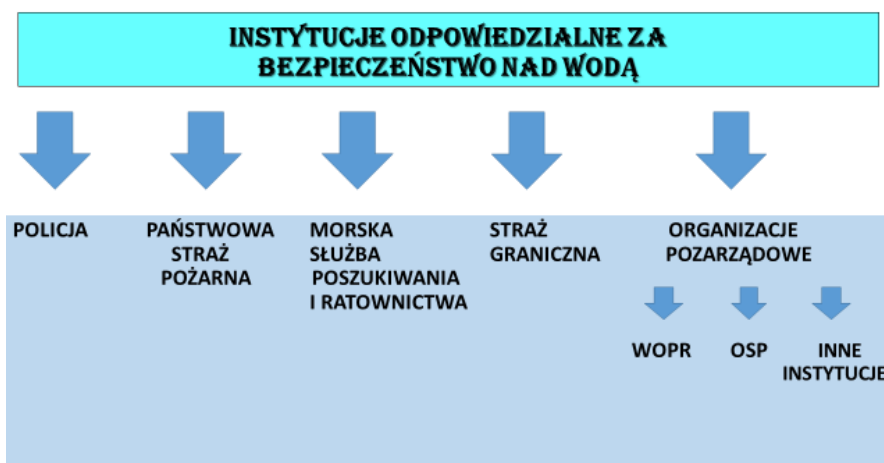 INSTYTUCJE ODPOWIEDZIALNE ZA
BEZPIECZEŃSTWO NAD WODĄ
POLICJA
PAŃSTWOWA
STRAŻ
POŻARNA
MORSKA
SŁUŻBA
POSZUKIWANIA
I RATOWNICTWA
STRAŻ
GRANICZNA
ORGANIZACJE
POZARZĄDOWE
WOPR
OSP
INNE
INSTYTUCJE